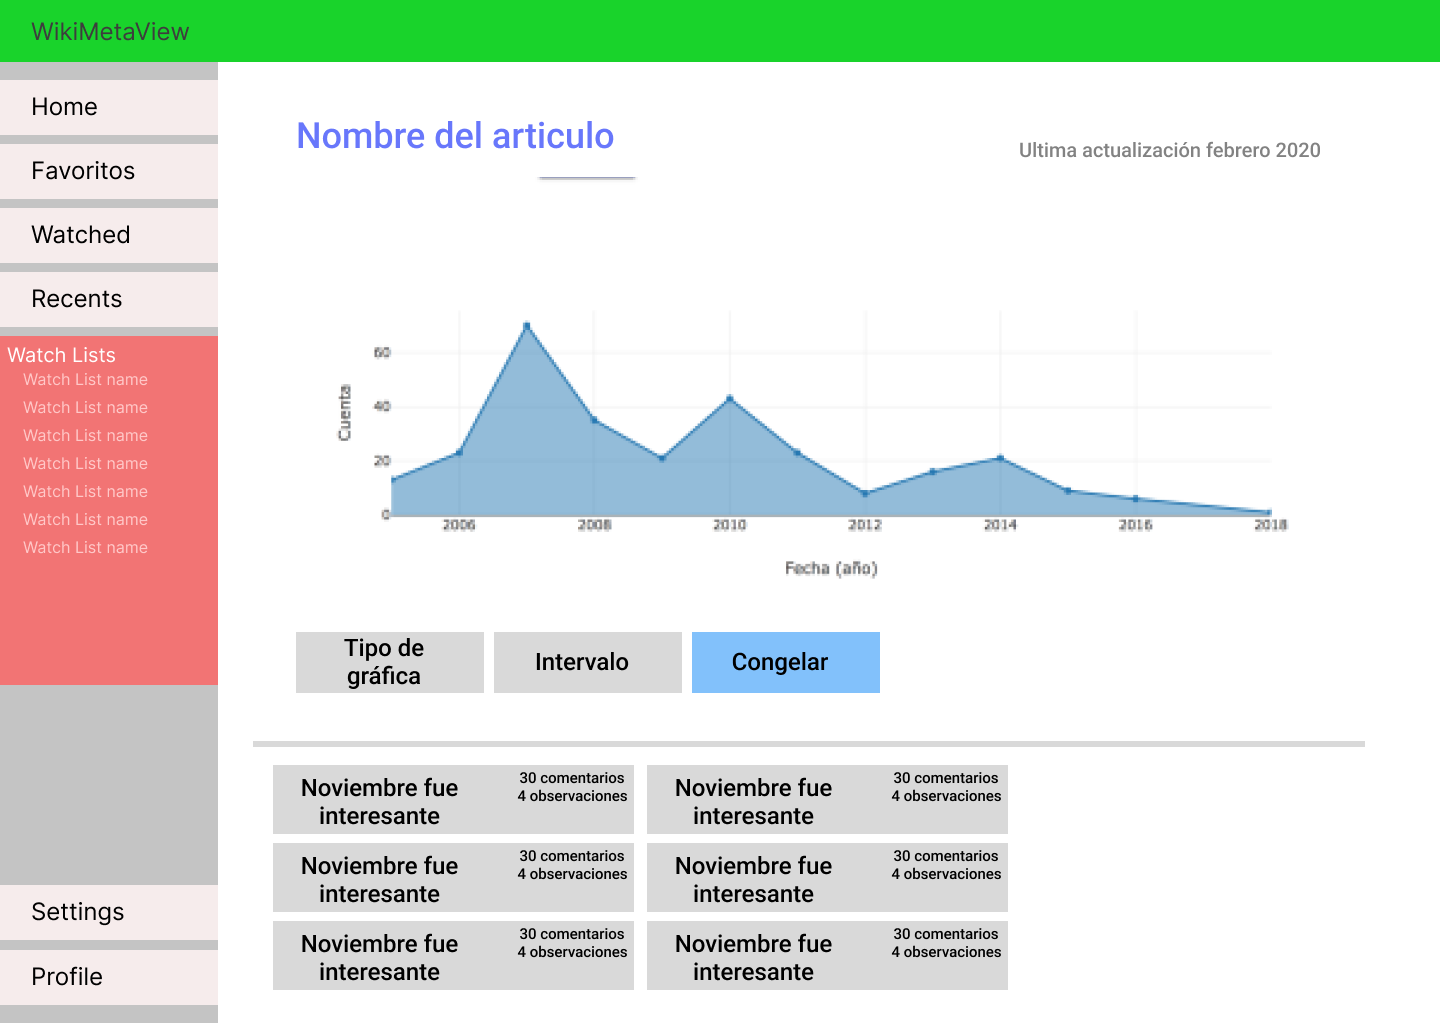 WikiMetaView
Home
Favoritos
Watched
Recents
Watch Lists
Watch List name
Watch List name
Watch List name
Watch List name
Watch List name
Watch List name
Watch List name
Settings
Profile
Nombre del articulo
Ultima actualización febrero 2020
60
40
20
0
Cuenta
2006 2008 2010 2012 2014 2016 2018
Fecha (año)
Tipo de
gráfica
Intervalo
Congelar
Noviembre fue
interesante
30 comentarios
4 observaciones
Noviembre fue
interesante
30 comentarios
4 observaciones
Noviembre fue
interesante
30 comentarios
4 observaciones
Noviembre fue
interesante
30 comentarios
4 observaciones
Noviembre fue
interesante
30 comentarios
4 observaciones
Noviembre fue
interesante
30 comentarios
4 observaciones